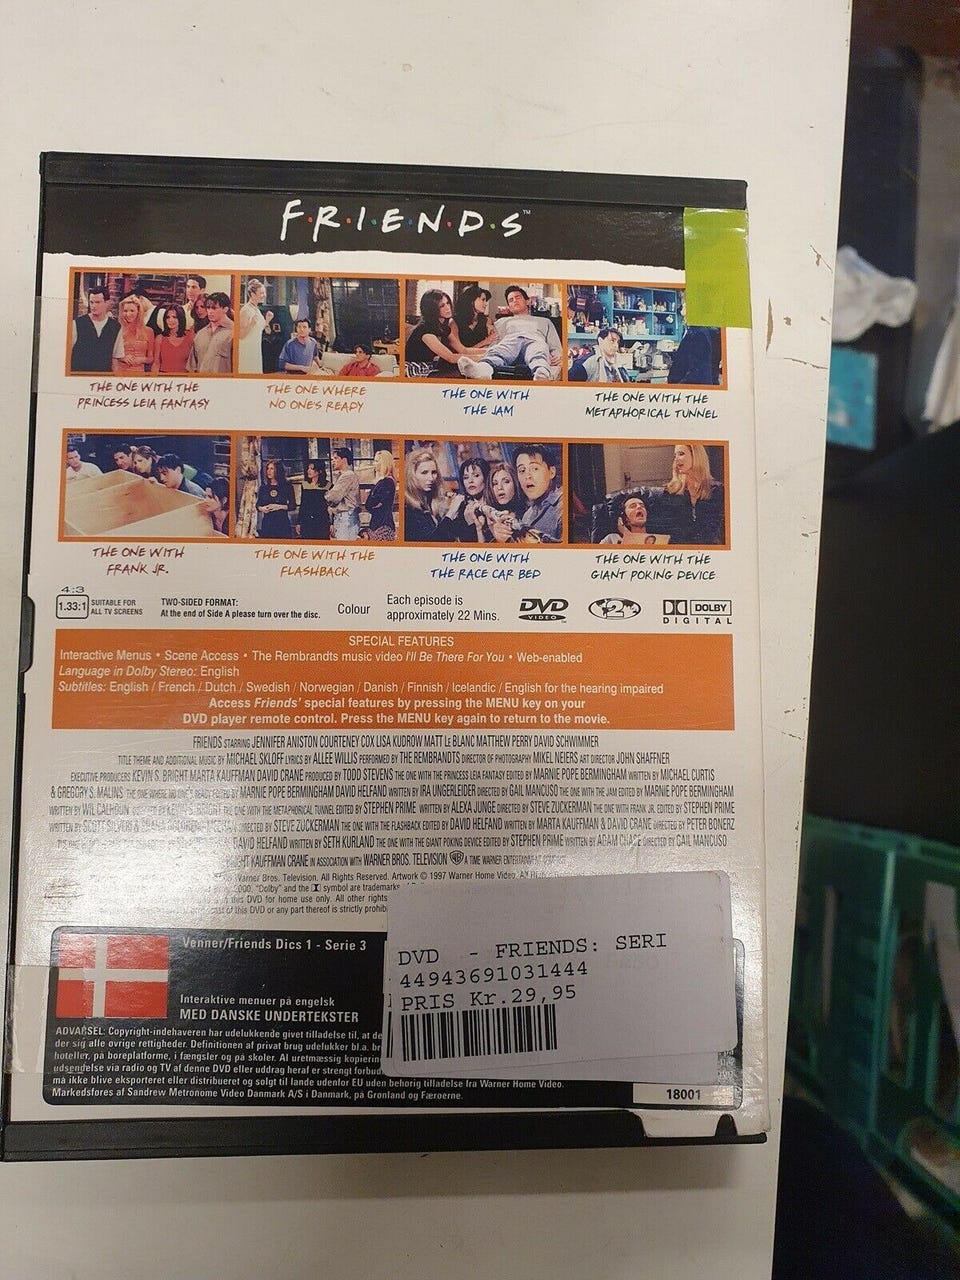 F·R·I·E·N·D·S™
THE ONE WITH THE
PRINCESS LEIA FANTASY
THE ONE WHERE
NO ONE'S READY
THE ONE WITH
THE JAM
THE ONE WITH THE
METAPHORICAL TUNNEL
THE ONE WITH
FRANK JR.
THE ONE WITH THE
FLASHBACK
THE ONE WITH
THE RACE CAR BED
THE ONE WITH THE
GIANT POKING DEVICE
4:3
1.33:1 SUITABLE FOR
ALL TV SCREENS
TWO-SIDED FORMAT:
At the end of Side A please turn over the disc.
Colour
Each episode is
approximately 22 Mins.
DVD
VIDEO
2
DOLBY
DIGITAL
SPECIAL FEATURES
Interactive Menus • Scene Access • The Rembrandts music video I'll Be There For You • Web-enabled
Language in Dolby Stereo: English
Subtitles: English / French / Dutch / Swedish / Norwegian / Danish / Finnish / Icelandic / English for the hearing impaired
Access Friends' special features by pressing the MENU key on your
DVD player remote control. Press the MENU key again to return to the movie.
FRIENDS STARRING JENNIFER ANISTON COURTENEY COX LISA KUDROW MATT LE BLANC MATTHEW PERRY DAVID SCHWIMMER
TITLE THEME AND ADDITIONAL MUSIC BY MICHAEL SKLOFF LYRICS BY ALLEE WILLIS PERFORMED BY THE REMBRANDTS DIRECTOR OF PHOTOGRAPHY MIKEL NEIERS ART DIRECTOR JOHN SHAFFNER
EXECUTIVE PRODUCERS KEVIN S. BRIGHT MARTA KAUFFMAN DAVID CRANE PRODUCED BY TODD STEVENS THE ONE WITH THE PRINCESS LEIA FANTASY EDITED BY MARNIE POPE BERMINGHAM WRITTEN BY MICHAEL CURTIS
& GREGORY S. MALINS THE ONE WHERE NO ONE'S READY EDITED BY MARNIE POPE BERMINGHAM DAVID HELFAND WRITTEN BY IRA UNGERLEIDER DIRECTED BY GAIL MANCUSO THE ONE WITH THE JAM EDITED BY MARNIE POPE BERMINGHAM
WRITTEN BY WIL CALHOUN DIRECTED BY KEVIN S. BRIGHT THE ONE WITH THE METAPHORICAL TUNNEL EDITED BY STEPHEN PRIME WRITTEN BY ALEXA JUNGE DIRECTED BY STEVE ZUCKERMAN THE ONE WITH FRANK JR. EDITED BY STEPHEN PRIME
WRITTEN BY SCOTT SILVERI & DIRECTED BY STEVE ZUCKERMAN THE ONE WITH THE FLASHBACK EDITED BY DAVID HELFAND WRITTEN BY MARTA KAUFFMAN & DAVID CRANE DIRECTED BY PETER BONERZ
DAVID HELFAND WRITTEN BY SETH KURLAND THE ONE WITH THE GIANT POKING DEVICE EDITED BY STEPHEN PRIME WRITTEN BY ADAM CHASE DIRECTED BY GAIL MANCUSO
BRIGHT KAUFFMAN CRANE IN ASSOCIATION WITH WARNER BROS. TELEVISION WB A TIME WARNER ENTERTAINMENT COMPANY
Warner Bros. Television. All Rights Reserved. Artwork © 1997 Warner Home Video.
"Dolby" and the symbol are trademarks
this DVD for home use only. All other rights
of this DVD or any part thereof is strictly prohib
Venner/Friends Dics 1 - Serie 3
Interaktive menuer på engelsk
MED DANSKE UNDERTEKSTER
ADVARSEL: Copyright-indehaveren har udelukkende givet tilladelse til, at de
der sig alle øvrige rettigheder. Definitionen af privat brug udelukker bl.a. br
hoteller, på boreplatforme, i fængsler og på skoler. Al uretmæssig kopierin
udsendelse via radio og TV af denne DVD eller uddrag heraf er strengt forbud
må ikke blive eksporteret eller distribueret og solgt til lande udenfor EU uden behørig tilladelse fra Warner Home Video.
Markedsføres af Sandrew Metronome Video Danmark A/S i Danmark, på Grønland og Færøerne.
18001
DVD - FRIENDS: SERI
44943691031444
PRIS Kr.29,95